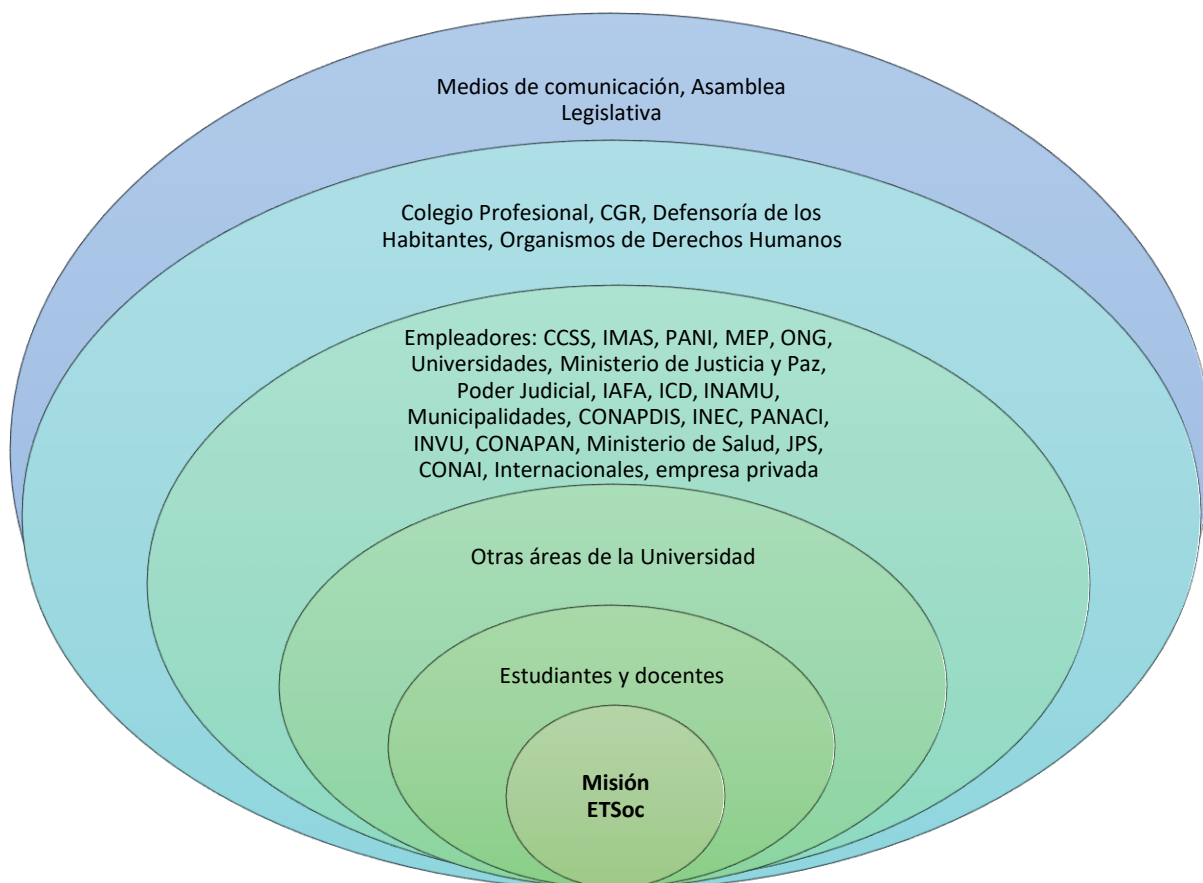 Medios de comunicación, Asamblea
Legislativa
Colegio Profesional, CGR, Defensoría de los
Habitantes, Organismos de Derechos Humanos
Empleadores: CCSS, IMAS, PANI, MEP, ONG,
Universidades, Ministerio de Justicia y Paz,
Poder Judicial, IAFA, ICD, INAMU,
Municipalidades, CONAPDIS, INEC, PANACI,
INVU, CONAPAN, Ministerio de Salud, JPS,
CONAI, Internacionales, empresa privada
Otras áreas de la Universidad
Estudiantes y docentes
Misión
ETSoc